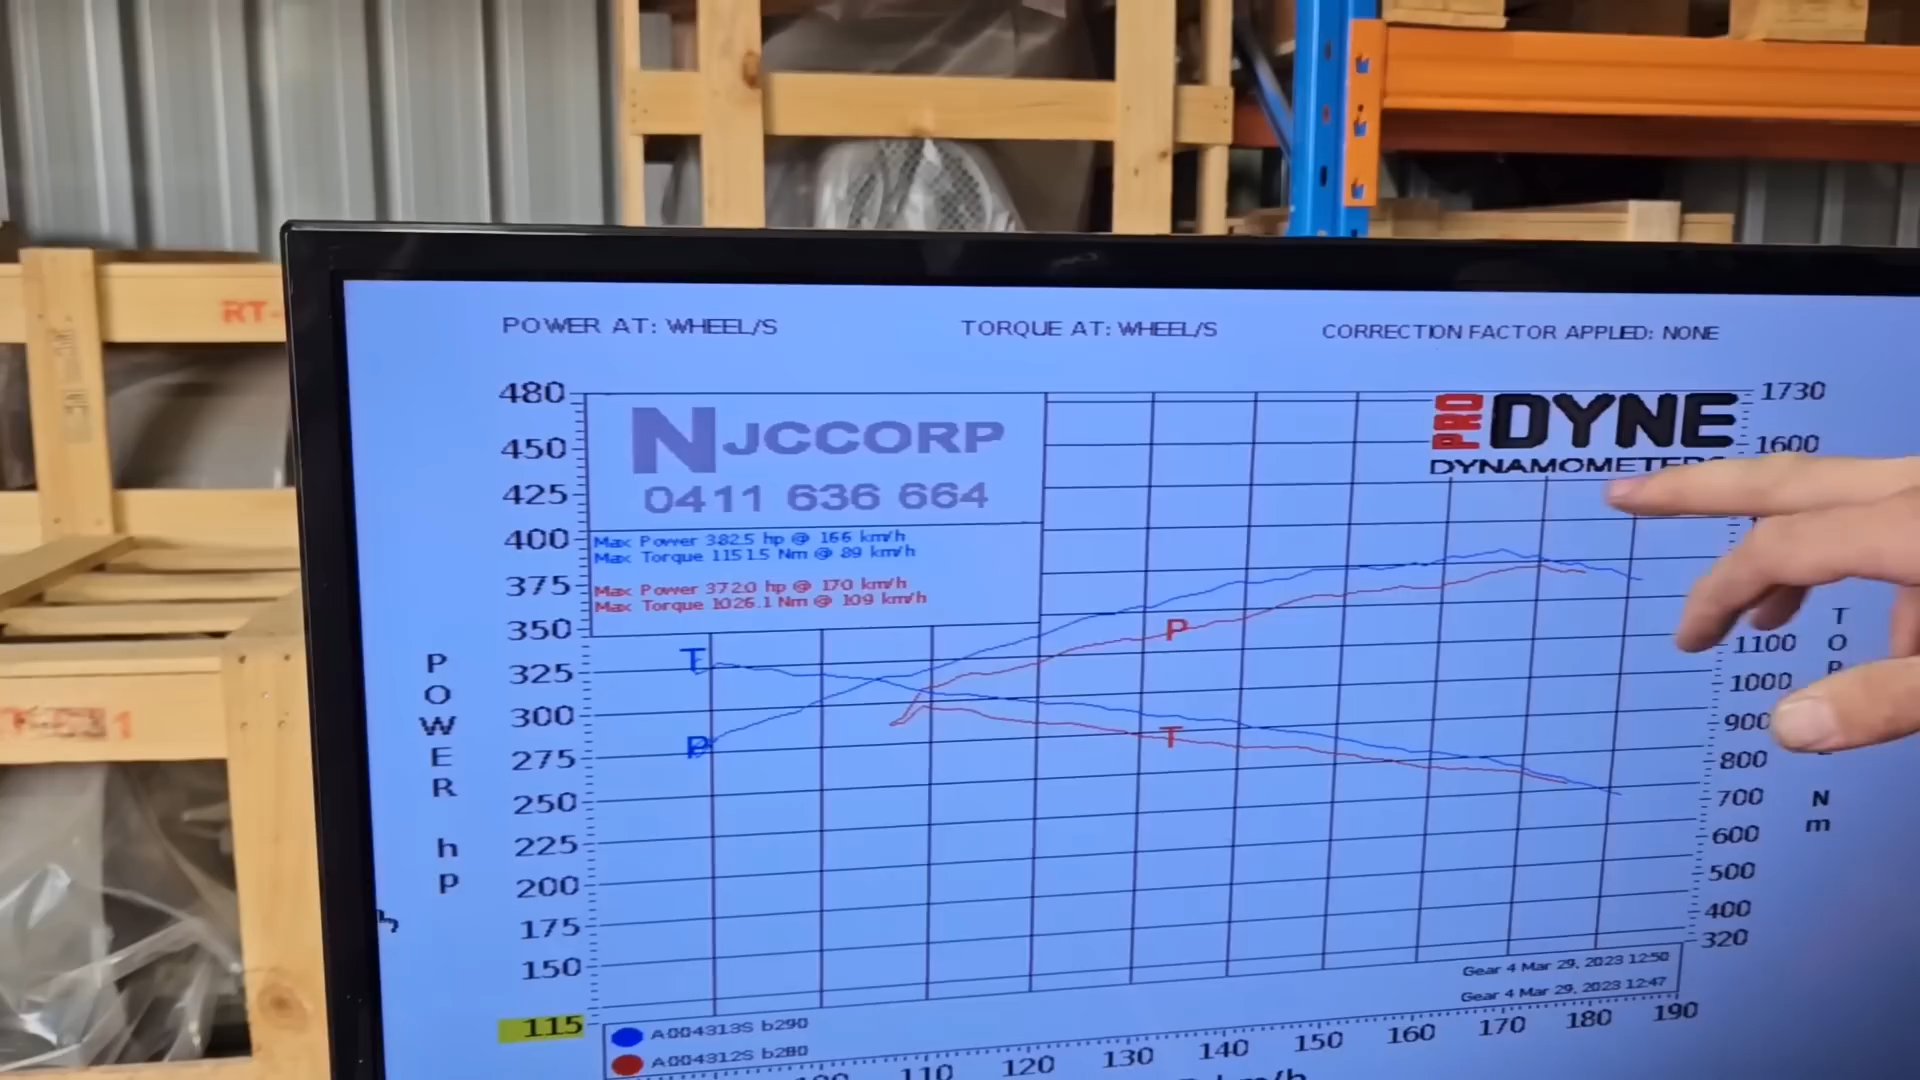 RT-
POWER AT: WHEEL/S
TORQUE AT: WHEEL/S
CORRECTION FACTOR APPLED: NONE
480
450
425
400
375
350
325
300
275
250
225
200
175
150
115
POWER hp
NJCCORP
0411 636 664
Max Power 382.5 hp @ 166 km/h
Max Torque 1151.5 Nm @ 89 km/h
Max Power 372.0 hp @ 170 km/h
Max Torque 1026.1 Nm @ 109 km/h
PRO DYNE
DYNAMOMETERS
T
P
P
T
1730
1600
1100
1000
900
800
700
600
500
400
320
Nm
Gear 4 Mar 29, 2023 12:50
Gear 4 Mar 29, 2023 12:47
A004313S b290
A004312S b280
110
120
130
140
150
160
170
180
190
km/h